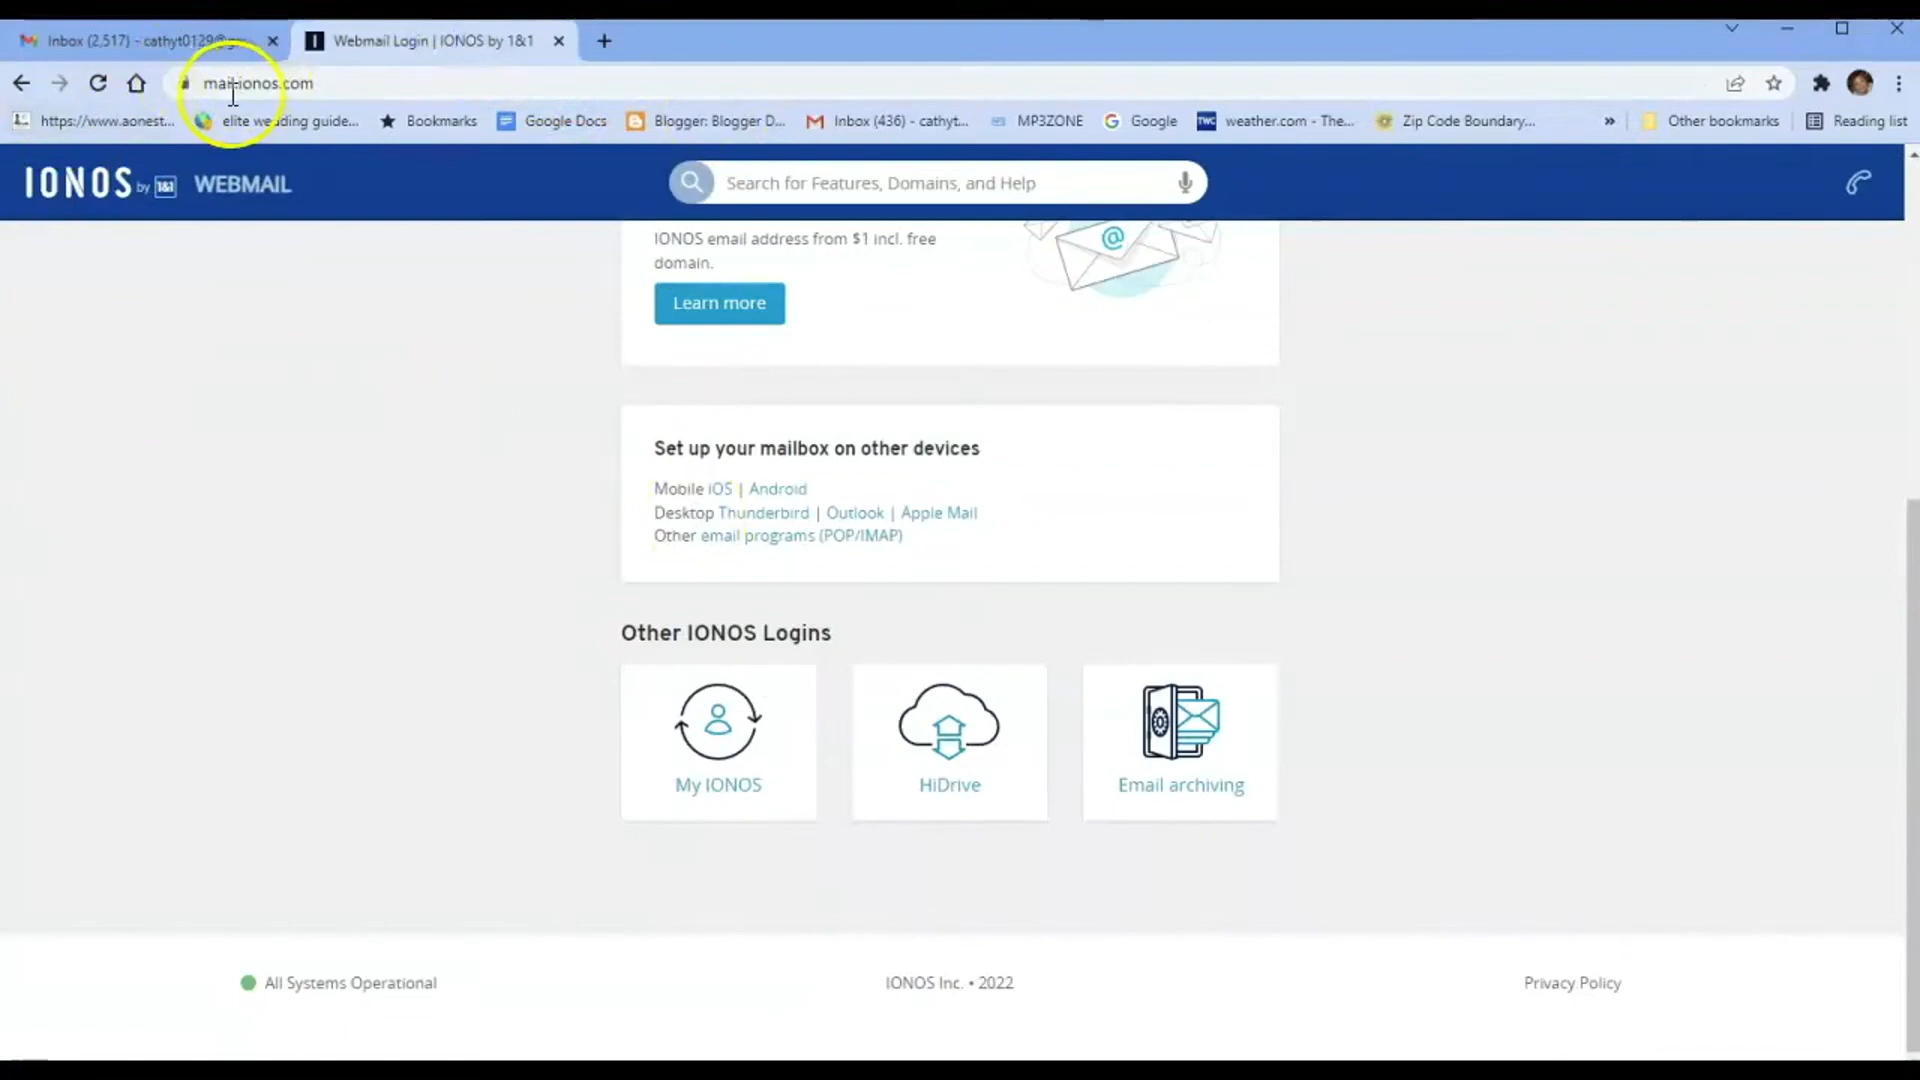 Inbox (2,517) - cathyt0129@g
Webmail Login | IONOS by 1&1
mail.ionos.com
https://www.aonest...
elite wedding guide...
Bookmarks
Google Docs
Blogger: Blogger D...
Inbox (436) - cathyt...
MP3ZONE
Google
TWC
weather.com - The...
Zip Code Boundary...
»
Other bookmarks
Reading list
IONOS by 1&1 WEBMAIL
Search for Features, Domains, and Help
IONOS email address from $1 incl. free
domain.
@
Learn more
Set up your mailbox on other devices
Mobile iOS | Android
Desktop Thunderbird | Outlook | Apple Mail
Other email programs (POP/IMAP)
Other IONOS Logins
My IONOS
HiDrive
Email archiving
All Systems Operational
IONOS Inc. • 2022
Privacy Policy